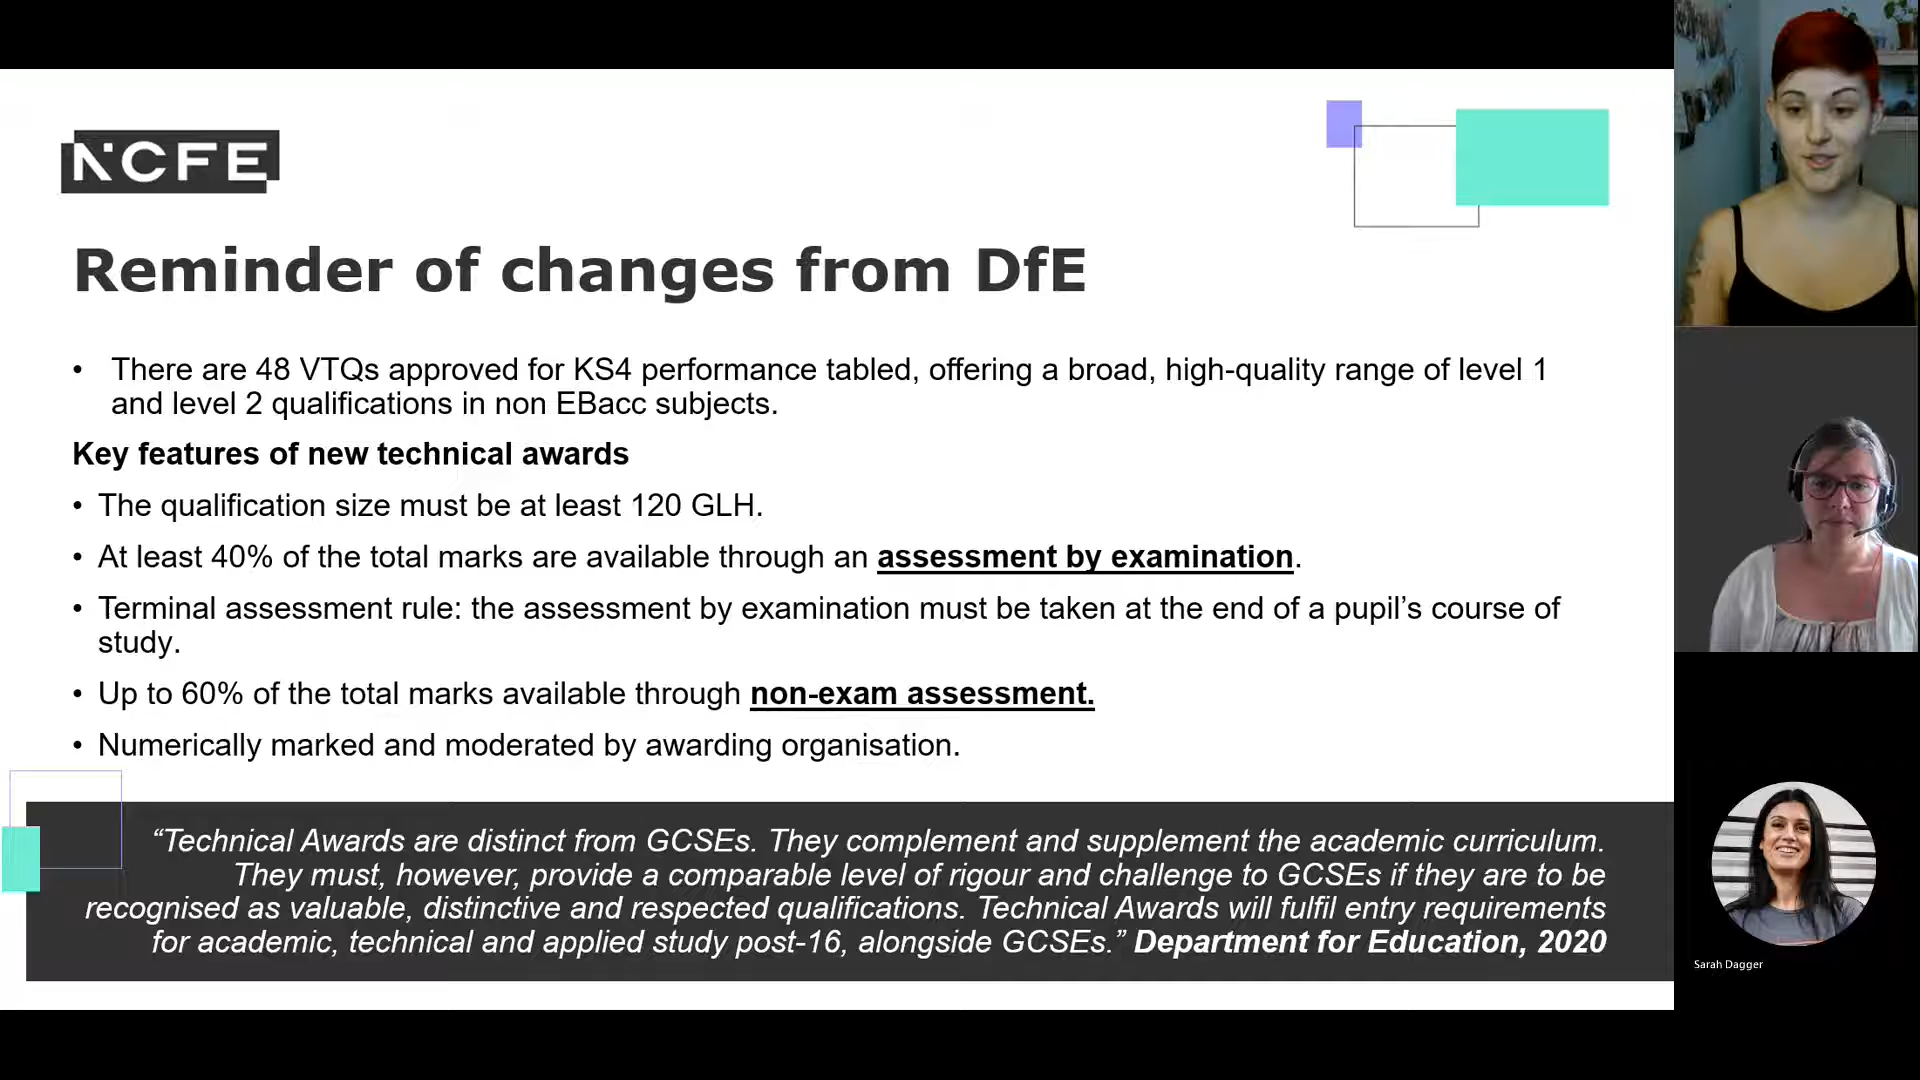 NCFE
Reminder of changes from DfE
• There are 48 VTQs approved for KS4 performance tabled, offering a broad, high-quality range of level 1
and level 2 qualifications in non EBacc subjects.
Key features of new technical awards
• The qualification size must be at least 120 GLH.
• At least 40% of the total marks are available through an assessment by examination.
• Terminal assessment rule: the assessment by examination must be taken at the end of a pupil’s course of
study.
• Up to 60% of the total marks available through non-exam assessment.
• Numerically marked and moderated by awarding organisation.
“Technical Awards are distinct from GCSEs. They complement and supplement the academic curriculum.
They must, however, provide a comparable level of rigour and challenge to GCSEs if they are to be
recognised as valuable, distinctive and respected qualifications. Technical Awards will fulfil entry requirements
for academic, technical and applied study post-16, alongside GCSEs.” Department for Education, 2020
Sarah Dagger